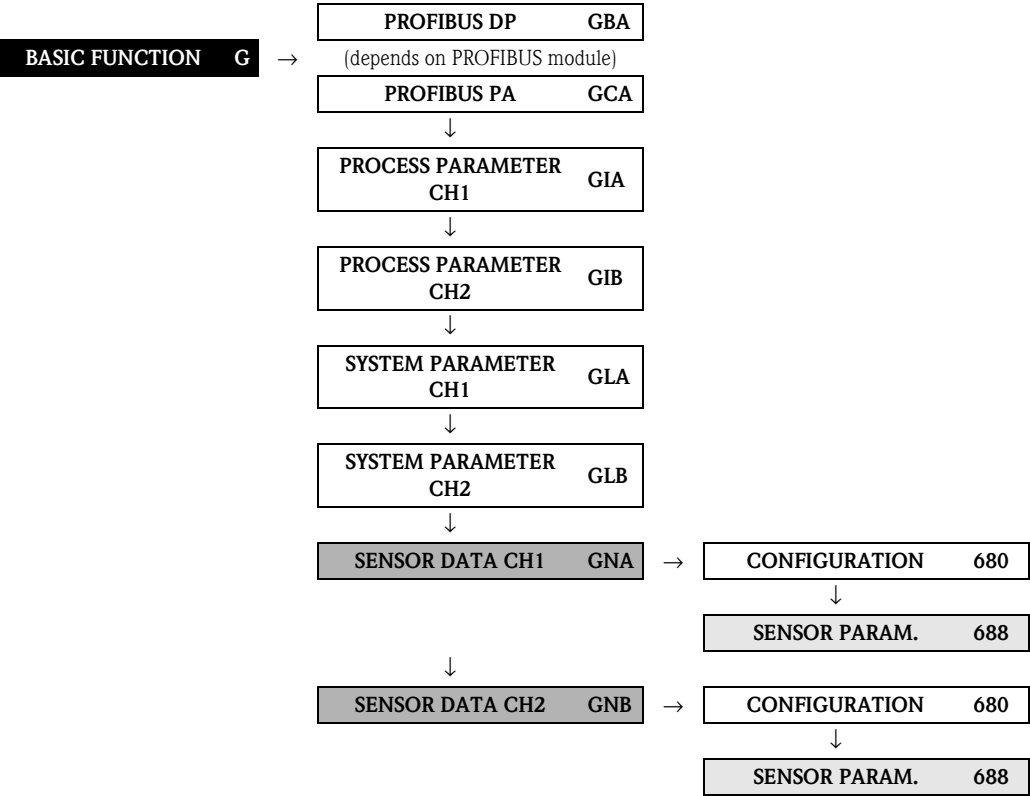 PROFIBUS DP GBA
BASIC FUNCTION G → (depends on PROFIBUS module)
PROFIBUS PA GCA
↓
PROCESS PARAMETER
CH1 GIA
↓
PROCESS PARAMETER
CH2 GIB
↓
SYSTEM PARAMETER
CH1 GLA
↓
SYSTEM PARAMETER
CH2 GLB
↓
SENSOR DATA CH1 GNA → CONFIGURATION 680
↓
SENSOR PARAM. 688
↓
SENSOR DATA CH2 GNB → CONFIGURATION 680
↓
SENSOR PARAM. 688